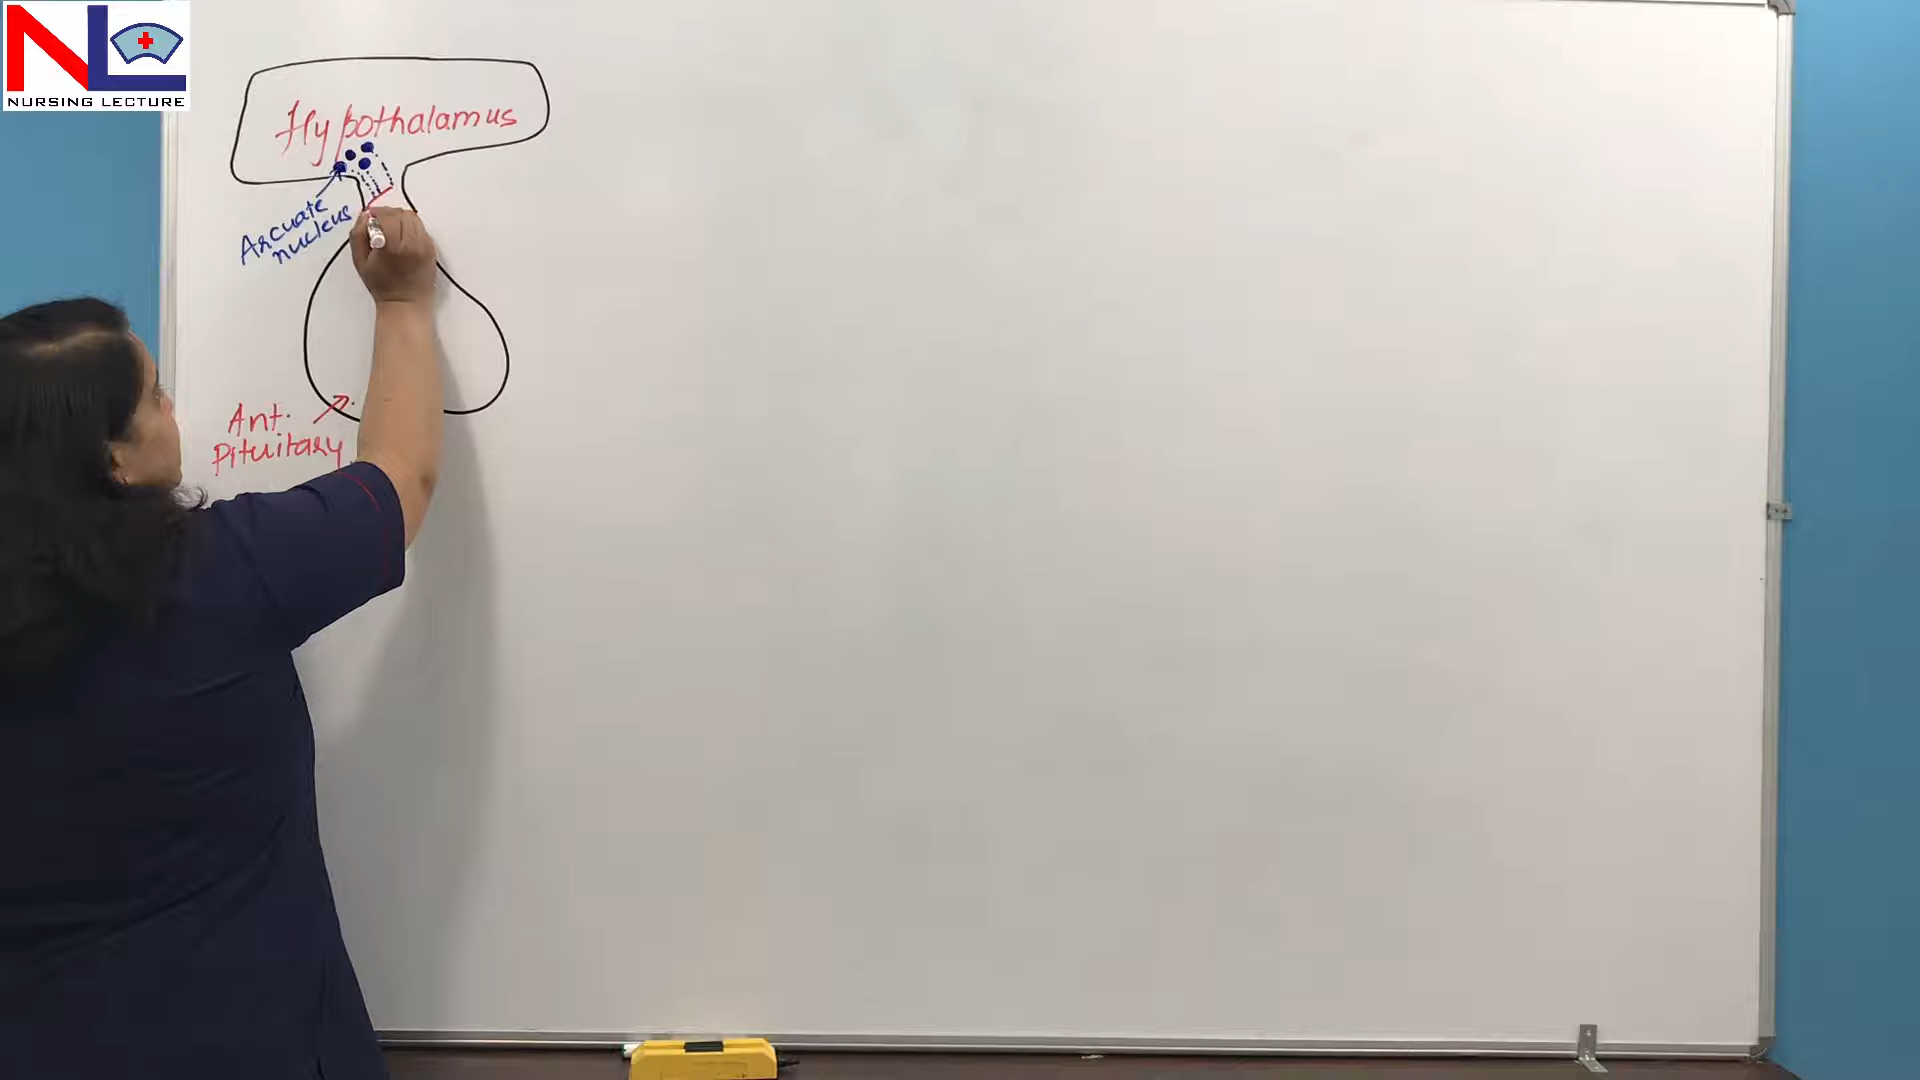 NL
NURSING LECTURE
Hypothalamus
Arcuate
nucleus
Ant.
Pituitary